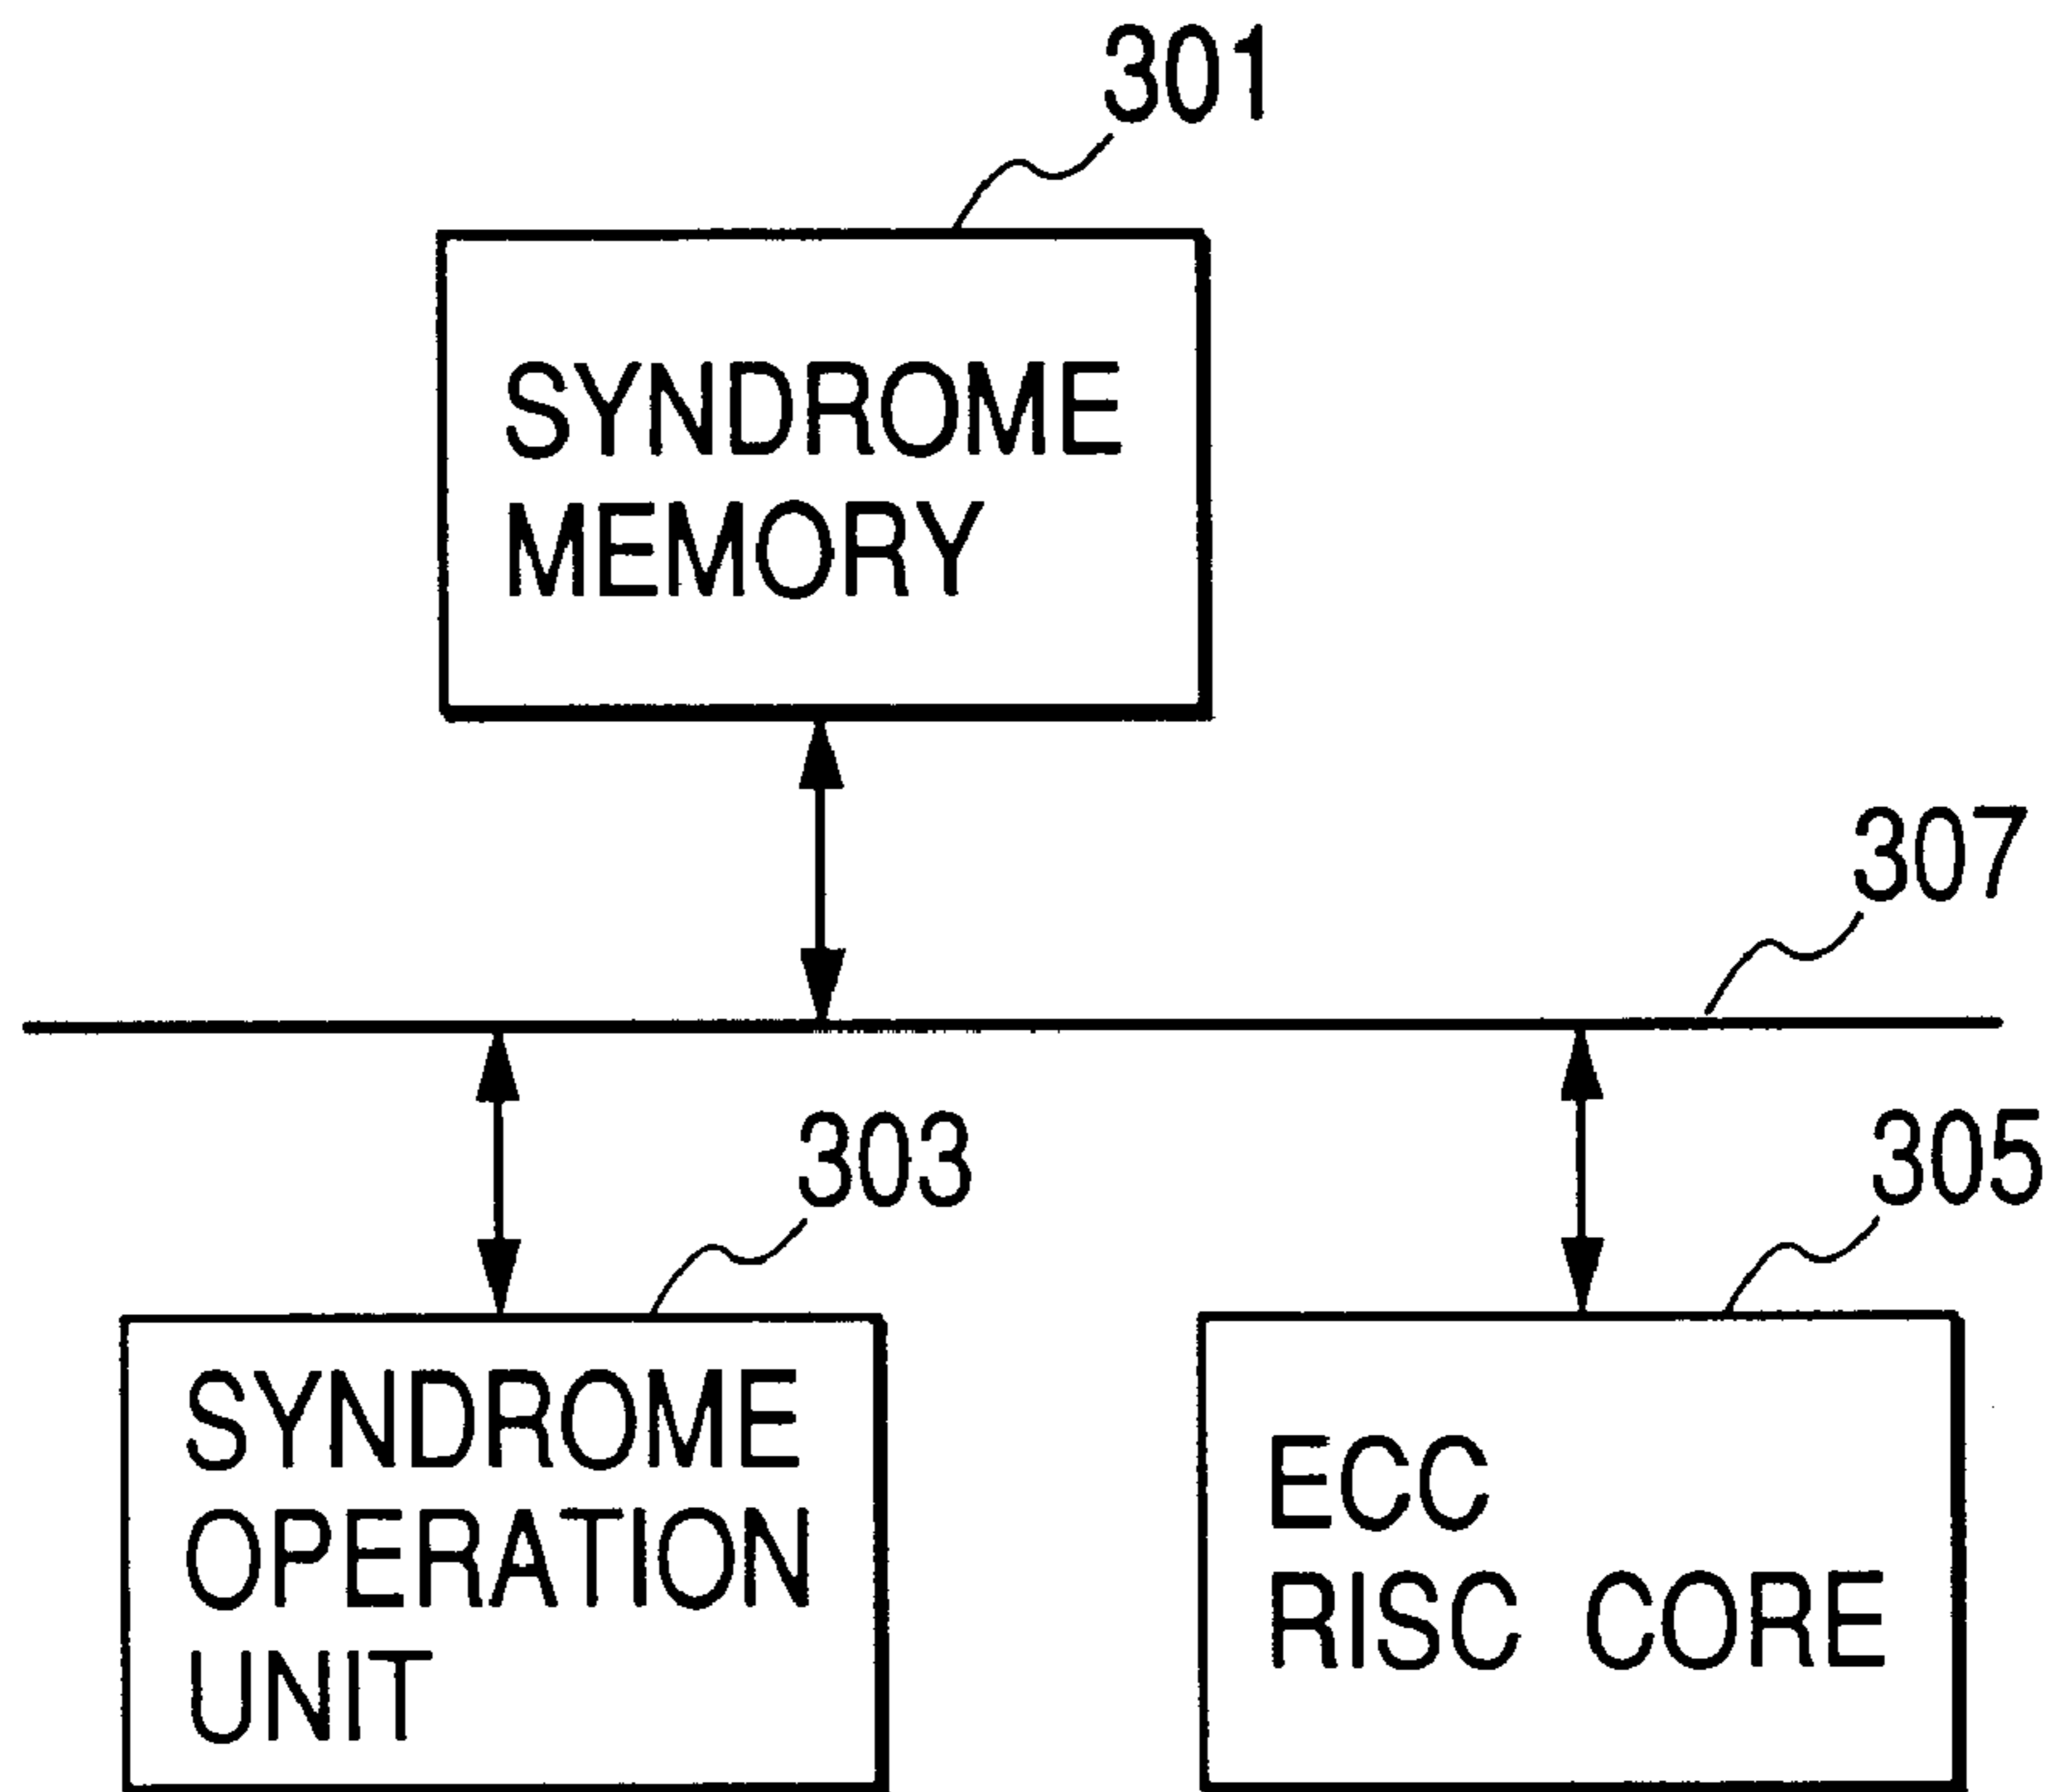 301
SYNDROME
MEMORY
307
303
305
SYNDROME
OPERATION
UNIT
ECC
RISC CORE